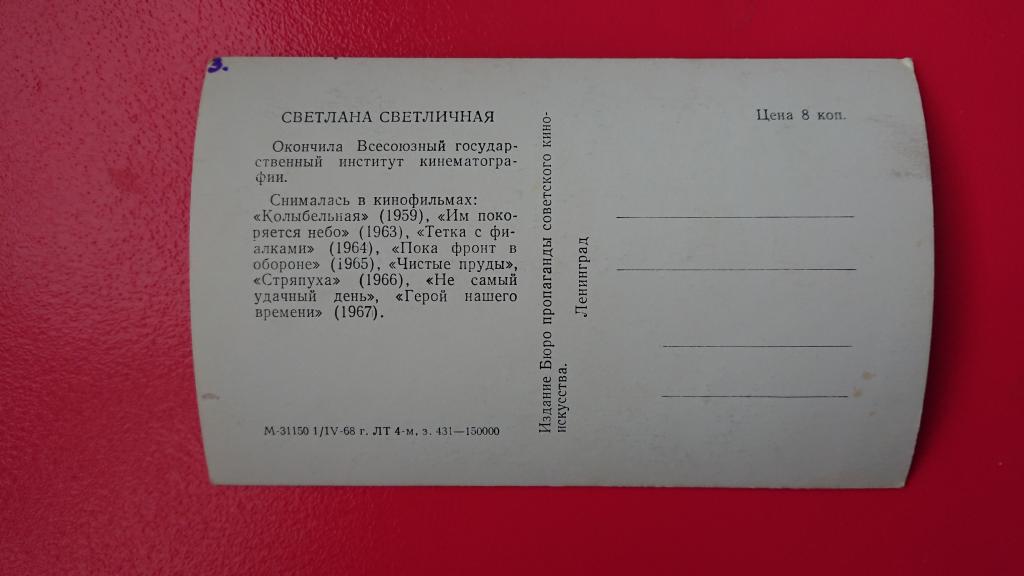 3.
СВЕТЛАНА СВЕТЛИЧНАЯ
Окончила Всесоюзный государ-
ственный институт кинематогра-
фии.
Снималась в кинофильмах:
«Колыбельная» (1959), «Им поко-
ряется небо» (1963), «Тетка с фи-
алками» (1964), «Пока фронт в
обороне» (1965), «Чистые пруды»,
«Стряпуха» (1966), «Не самый
удачный день», «Герой нашего
времени» (1967).
М-31150 1/IV-68 г. ЛТ 4-м, з. 431—150000
Издание Бюро пропаганды советского кино-
искусства.
Ленинград
Цена 8 коп.